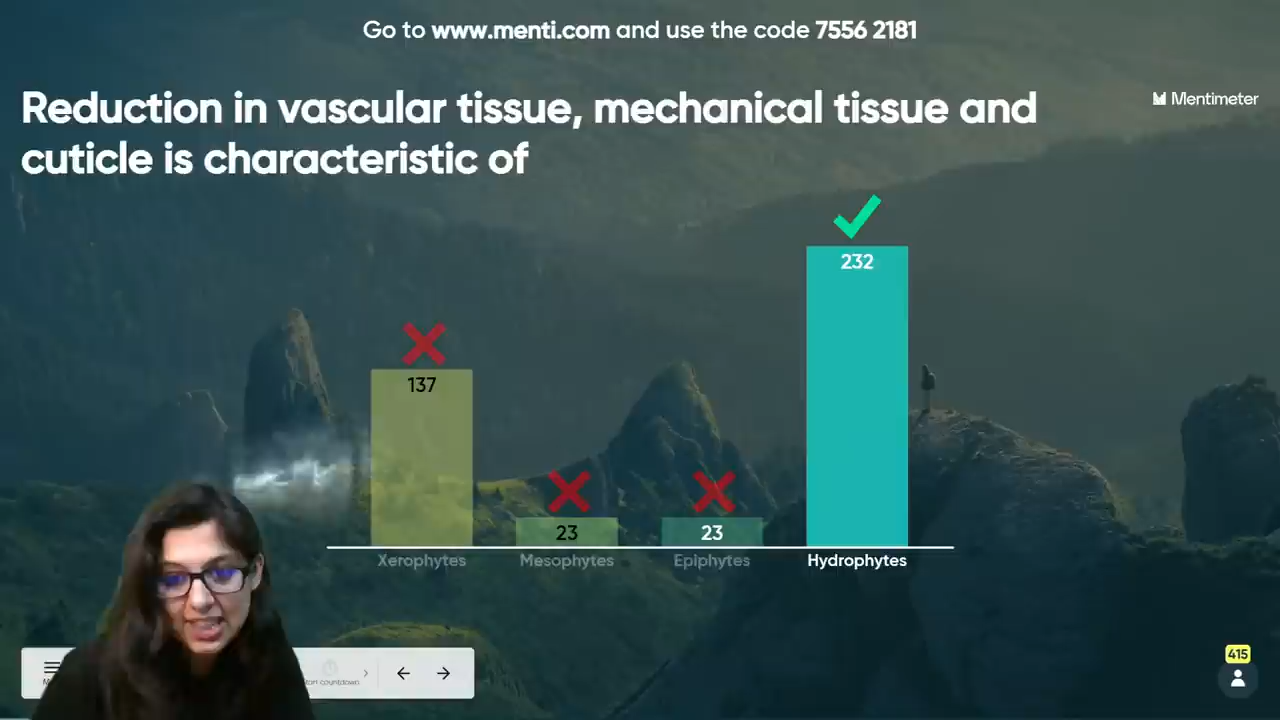 Go to www.menti.com and use the code 7556 2181
Reduction in vascular tissue, mechanical tissue and
cuticle is characteristic of
Mentimeter
232
137
23
23
Xerophytes
Mesophytes
Epiphytes
Hydrophytes
415
countdown